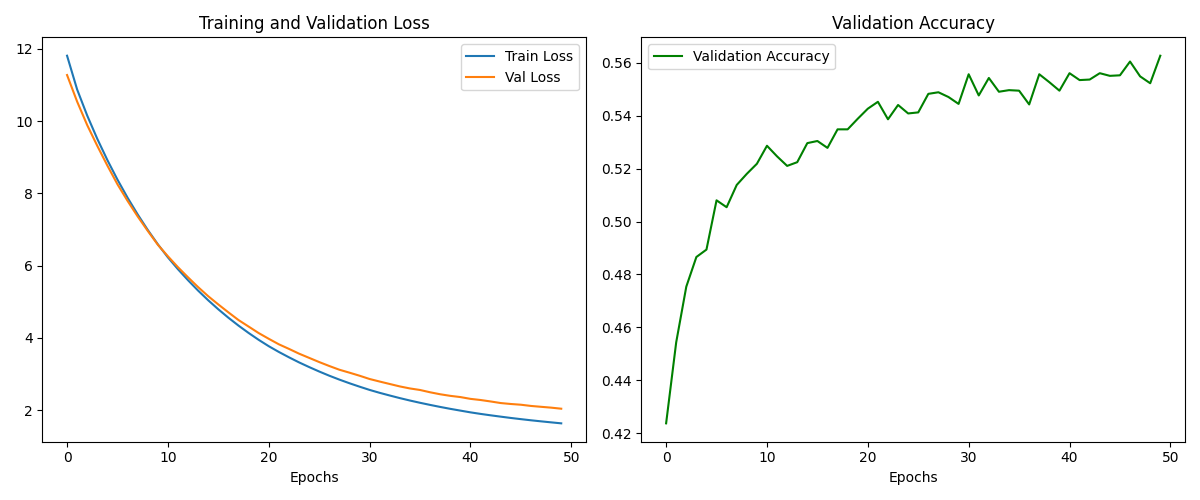 Training and Validation Loss
Train Loss
Val Loss
12
10
8
6
4
2
0 10 20 30 40 50
Epochs
Validation Accuracy
Validation Accuracy
0.56
0.54
0.52
0.50
0.48
0.46
0.44
0.42
0 10 20 30 40 50
Epochs